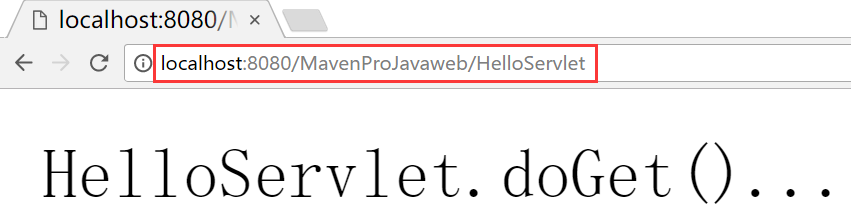 localhost:8080/M
localhost:8080/MavenProJavaweb/HelloServlet
HelloServlet.doGet()...